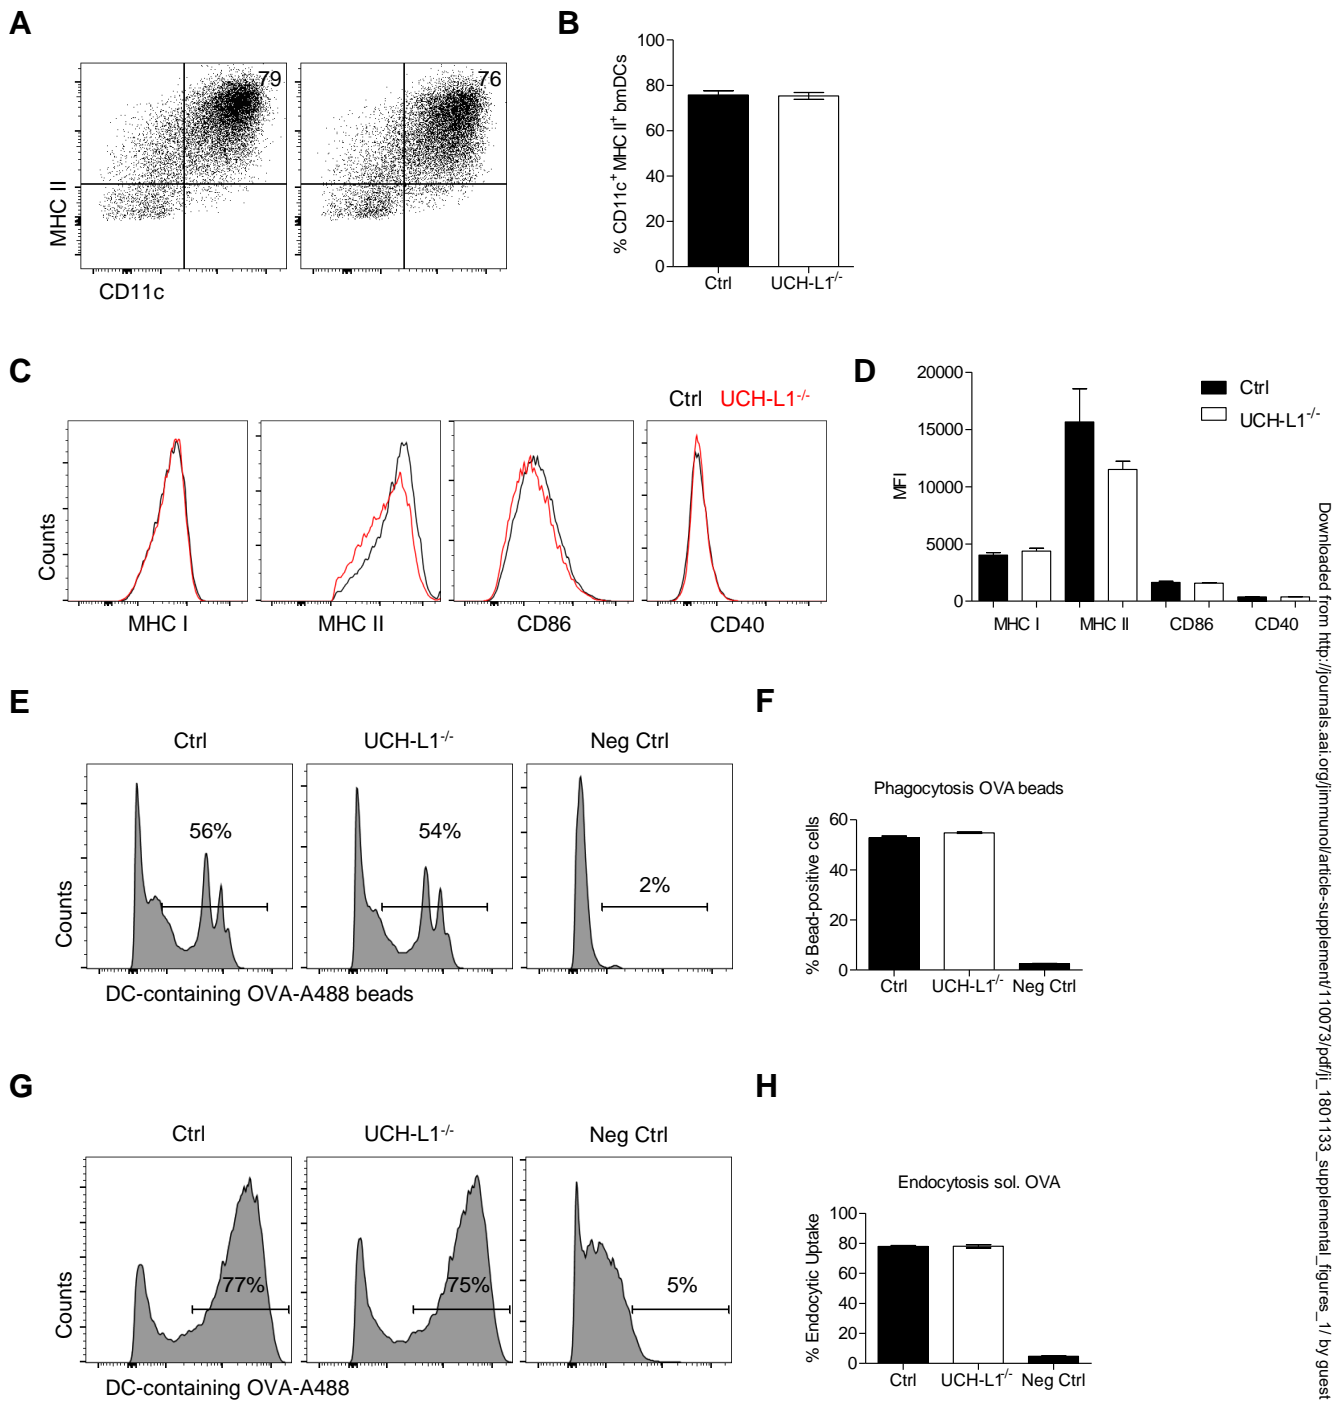 A
B
79
76
MHC II
CD11c
% CD11c+ MHC II+ bmDCs
100
80
60
40
20
0
Ctrl
UCH-L1-/-
C
Ctrl UCH-L1-/-
Counts
MHC I
MHC II
CD86
CD40
D
20000
15000
10000
5000
0
MFI
Ctrl
UCH-L1-/-
MHC I
MHC II
CD86
CD40
E
Ctrl
UCH-L1-/-
Neg Ctrl
56%
54%
2%
Counts
DC-containing OVA-A488 beads
F
Phagocytosis OVA beads
% Bead-positive cells
60
40
20
0
Ctrl
UCH-L1-/-
Neg Ctrl
G
Ctrl
UCH-L1-/-
Neg Ctrl
77%
75%
5%
Counts
DC-containing OVA-A488
H
Endocytosis sol. OVA
% Endocytic Uptake
100
80
60
40
20
0
Ctrl
UCH-L1-/-
Neg Ctrl
Downloaded from http://journals.aai.org/jimmunol/article-supplement/110073/pdf/ji_1801133_supplemental_figures_1/ by guest